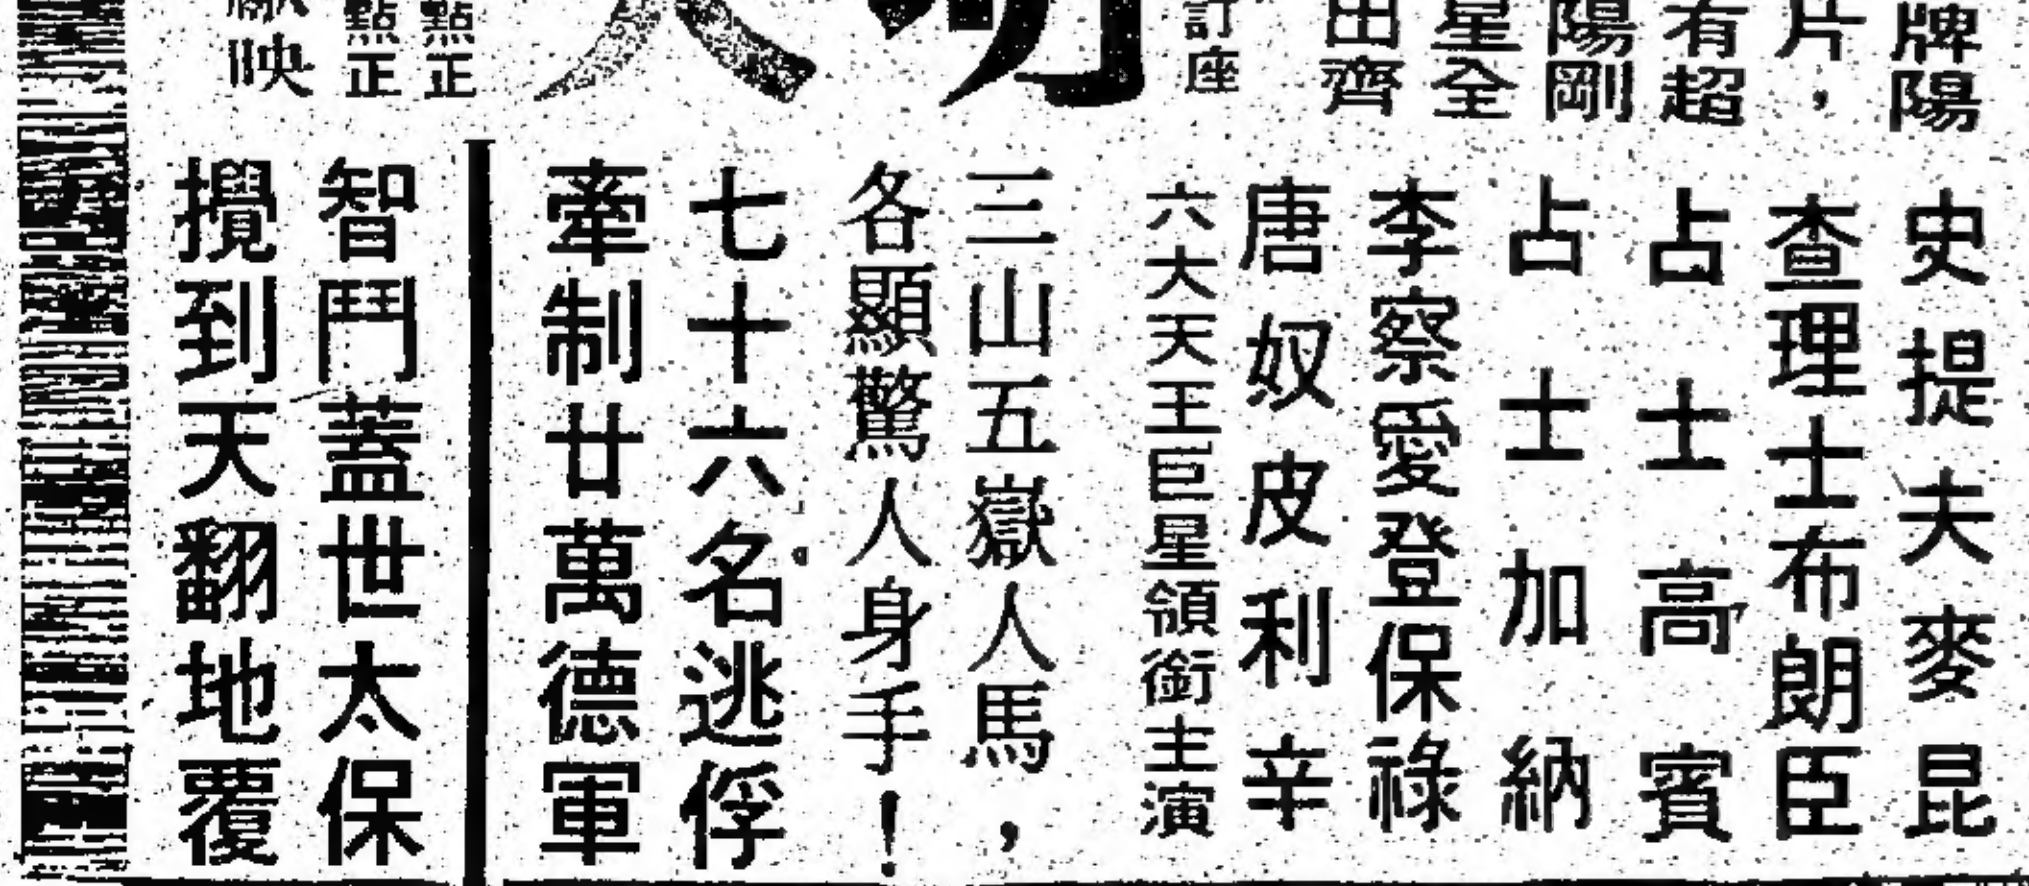 牌陽
片，
有超
陽剛
星全
田齊
訂座
點正
點正
映
史提夫麥昆
查理士布朗臣
占士高賓
占士加納
李察愛登保祿
唐奴皮利辛
六大天王巨星領銜主演
三山五嶽人馬，
各顯驚人身手！
七十六名逃俘
牽制廿萬德軍
智鬥蓋世太保
攪到天翻地覆